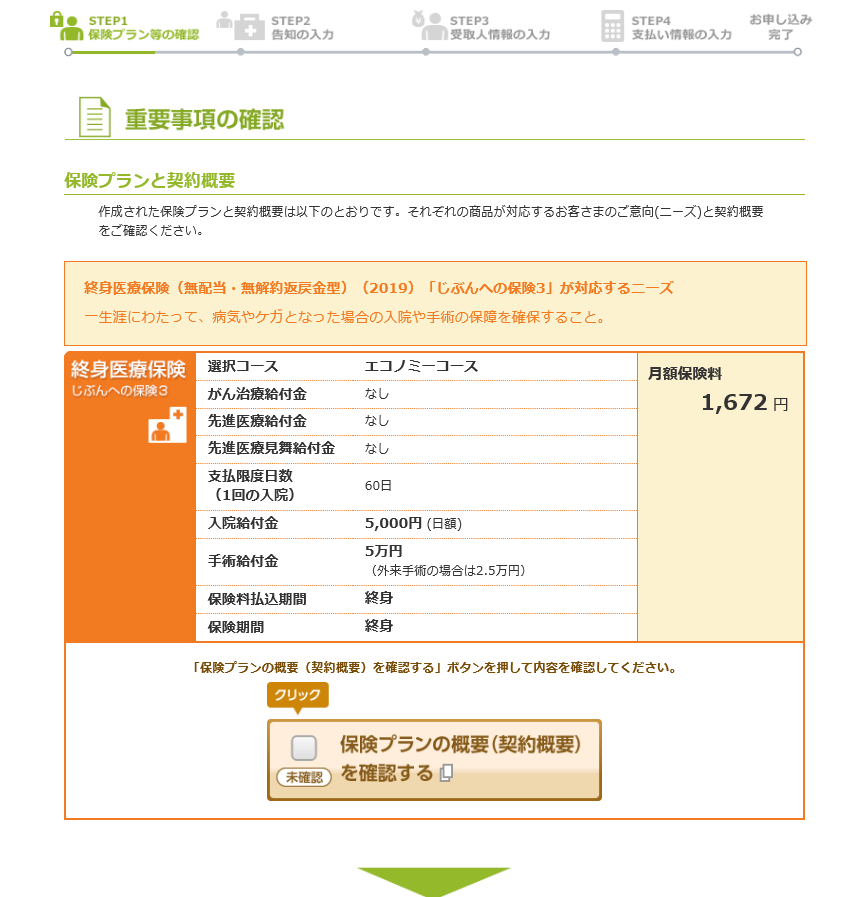 STEP1
保険プラン等の確認
STEP2
告知の入力
STEP3
受取人情報の入力
STEP4
支払い情報の入力
お申し込み
完了
重要事項の確認
保険プランと契約概要
作成された保険プランと契約概要は以下のとおりです。それぞれの商品が対応するお客さまのご意向(ニーズ)と契約概要
をご確認ください。
終身医療保険（無配当・無解約返戻金型）（2019）「じぶんへの保険3」が対応するニーズ
一生涯にわたって、病気やケガとなった場合の入院や手術の保障を確保すること。
終身医療保険
じぶんへの保険3
選択コース エコノミーコース
がん治療給付金 なし
先進医療給付金 なし
先進医療見舞給付金 なし
支払限度日数
（1回の入院） 60日
入院給付金 5,000円 (日額)
手術給付金 5万円
（外来手術の場合は2.5万円）
保険料払込期間 終身
保険期間 終身
月額保険料
1,672 円
「保険プランの概要（契約概要）を確認する」ボタンを押して内容を確認してください。
クリック
未確認
保険プランの概要(契約概要)
を確認する